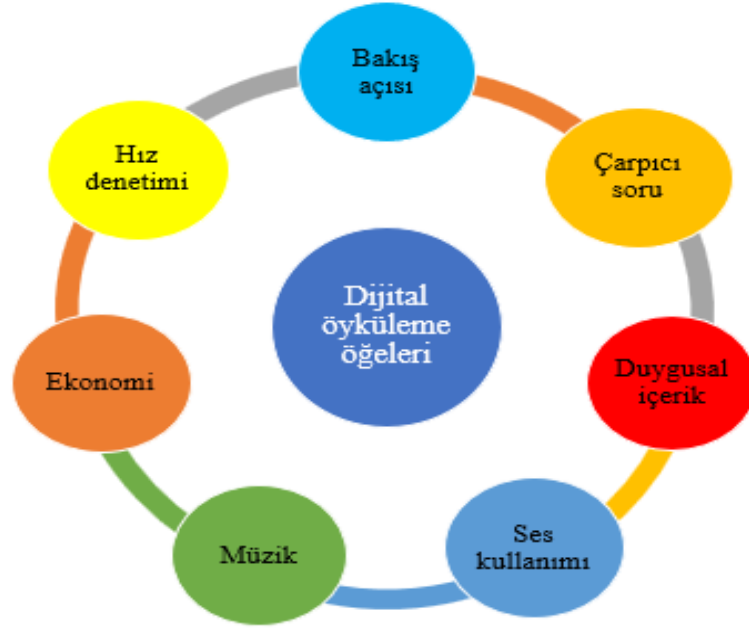 Bakış
açısı
Çarpıcı
soru
Duygusal
içerik
Ses
kullanımı
Müzik
Ekonomi
Hız
denetimi
Dijital
öyküleme
öğeleri